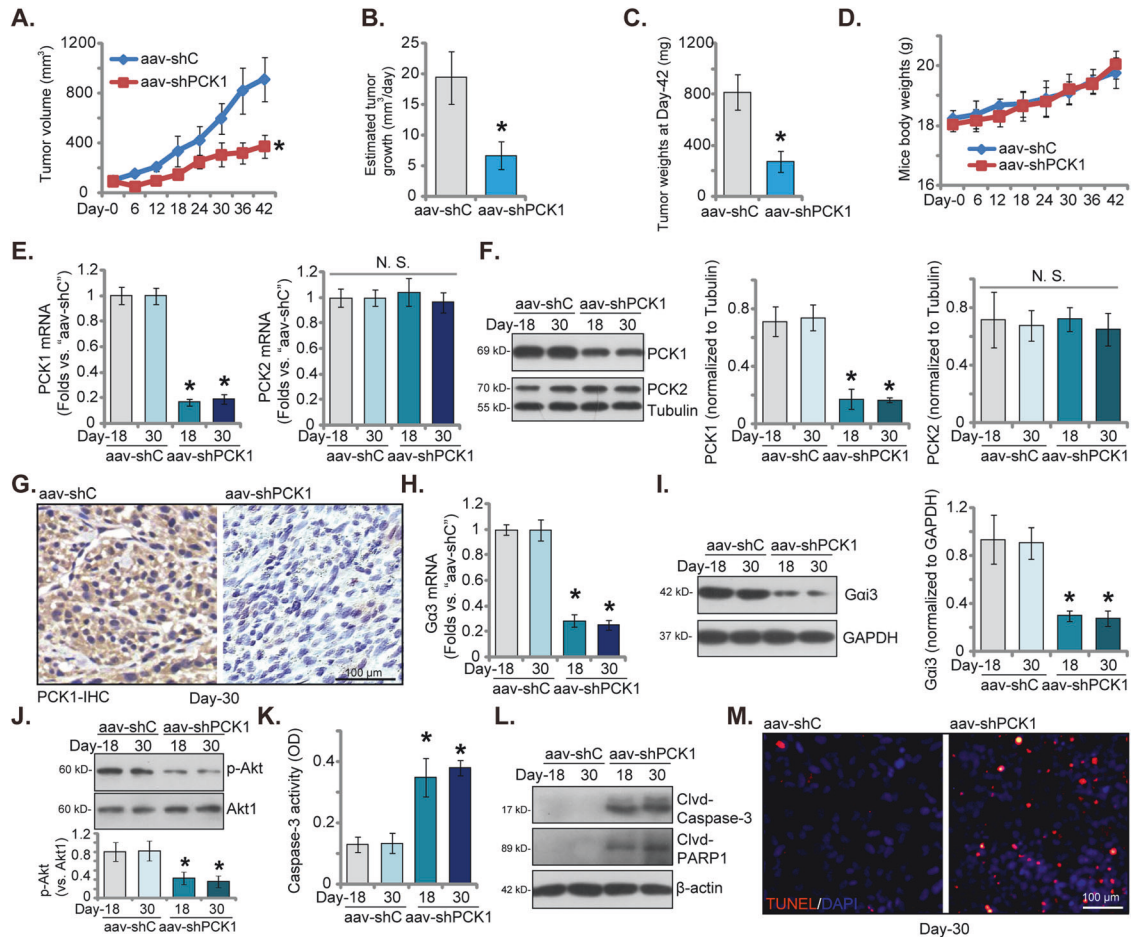 A.
Tumor volume (mm³)
1200
800
400
0
aav-shC
aav-shPCK1
*
Day-0 6 12 18 24 30 36 42
B.
Estimated tumor
growth (mm³/day)
25
20
15
10
5
0
*
aav-shC aav-shPCK1
C.
Tumor weights at Day-42 (mg)
1200
800
400
0
*
aav-shC aav-shPCK1
D.
Mice body weights (g)
22
20
18
16
aav-shC
aav-shPCK1
Day-0 6 12 18 24 30 36 42
E.
PCK1 mRNA
(Folds vs. “aav-shC”)
1.2
1
0.8
0.6
0.4
0.2
0
* *
Day-18 30 18 30
aav-shC aav-shPCK1
PCK2 mRNA
(Folds vs. “aav-shC”)
1.2
1
0.8
0.6
0.4
0.2
0
N. S.
Day-18 30 18 30
aav-shC aav-shPCK1
F.
aav-shC aav-shPCK1
Day-18 30 18 30
69 kD- PCK1
70 kD- PCK2
55 kD- Tubulin
PCK1 (normalized to Tubulin)
1.2
0.9
0.6
0.3
0
* *
Day-18 30 18 30
aav-shC aav-shPCK1
PCK2 (normalized to Tubulin)
1.2
0.9
0.6
0.3
0
N. S.
Day-18 30 18 30
aav-shC aav-shPCK1
G.
aav-shC aav-shPCK1
100 µm
PCK1-IHC Day-30
H.
Gα3 mRNA
(Folds vs. “aav-shC”)
1.2
1
0.8
0.6
0.4
0.2
0
* *
Day-18 30 18 30
aav-shC aav-shPCK1
I.
aav-shC aav-shPCK1
Day-18 30 18 30
42 kD- Gαi3
37 kD- GAPDH
Gαi3 (normalized to GAPDH)
1.2
0.8
0.4
0
* *
Day-18 30 18 30
aav-shC aav-shPCK1
J.
aav-shC aav-shPCK1
Day-18 30 18 30
60 kD- p-Akt
60 kD- Akt1
p-Akt
(vs. Akt1)
1.2
0.8
0.4
0
* *
Day-18 30 18 30
aav-shC aav-shPCK1
K.
Caspase-3 activity (OD)
0.4
0.2
0
* *
Day-18 30 18 30
aav-shC aav-shPCK1
L.
aav-shC aav-shPCK1
Day-18 30 18 30
17 kD- Clvd-
Caspase-3
89 kD- Clvd-
PARP1
42 kD- β-actin
M.
aav-shC aav-shPCK1
TUNEL/DAPI
100 µm
Day-30